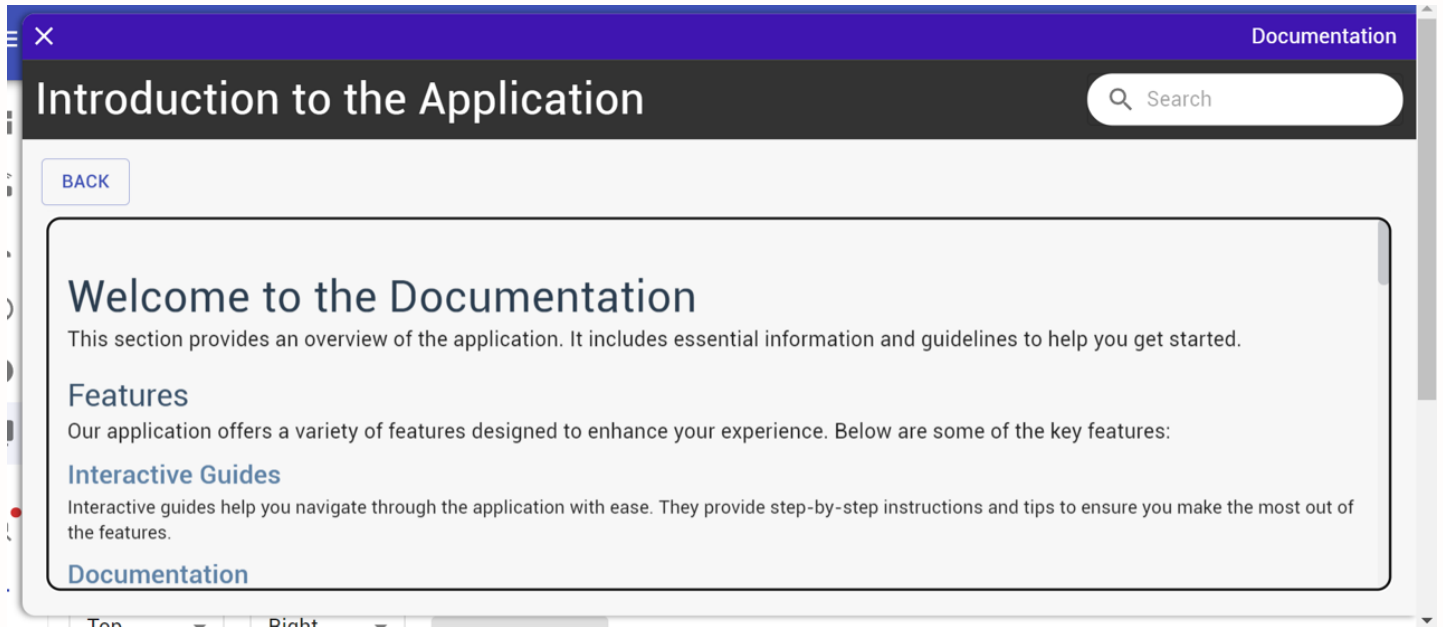 Documentation
Introduction to the Application
Search
BACK
Welcome to the Documentation
This section provides an overview of the application. It includes essential information and guidelines to help you get started.
Features
Our application offers a variety of features designed to enhance your experience. Below are some of the key features:
Interactive Guides
Interactive guides help you navigate through the application with ease. They provide step-by-step instructions and tips to ensure you make the most out of
the features.
Documentation
Top Right